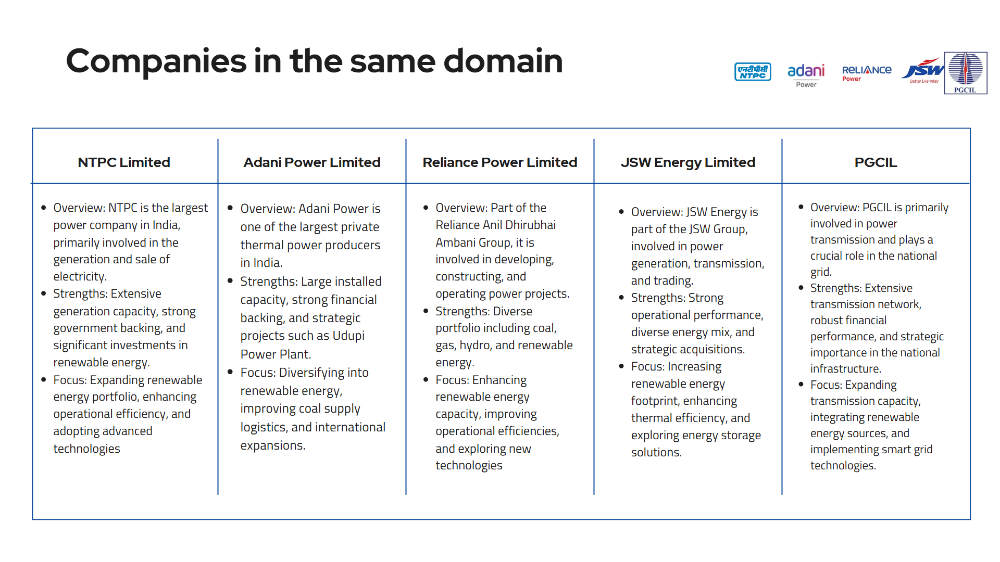 Companies in the same domain
एनटीपीसी
NTPC
adani
Power
RELIANCE
Power
JSW
Better Everyday
PGCIL
NTPC Limited
Adani Power Limited
Reliance Power Limited
JSW Energy Limited
PGCIL
• Overview: NTPC is the largest
power company in India,
primarily involved in the
generation and sale of
electricity.
• Strengths: Extensive
generation capacity, strong
government backing, and
significant investments in
renewable energy.
• Focus: Expanding renewable
energy portfolio, enhancing
operational efficiency, and
adopting advanced
technologies
• Overview: Adani Power is
one of the largest private
thermal power producers
in India.
• Strengths: Large installed
capacity, strong financial
backing, and strategic
projects such as Udupi
Power Plant.
• Focus: Diversifying into
renewable energy,
improving coal supply
logistics, and international
expansions.
• Overview: Part of the
Reliance Anil Dhirubhai
Ambani Group, it is
involved in developing,
constructing, and
operating power projects.
• Strengths: Diverse
portfolio including coal,
gas, hydro, and renewable
energy.
• Focus: Enhancing
renewable energy
capacity, improving
operational efficiencies,
and exploring new
technologies
• Overview: JSW Energy is
part of the JSW Group,
involved in power
generation, transmission,
and trading.
• Strengths: Strong
operational performance,
diverse energy mix, and
strategic acquisitions.
• Focus: Increasing
renewable energy
footprint, enhancing
thermal efficiency, and
exploring energy storage
solutions.
• Overview: PGCIL is primarily
involved in power
transmission and plays a
crucial role in the national
grid.
• Strengths: Extensive
transmission network,
robust financial
performance, and strategic
importance in the national
infrastructure.
• Focus: Expanding
transmission capacity,
integrating renewable
energy sources, and
implementing smart grid
technologies.